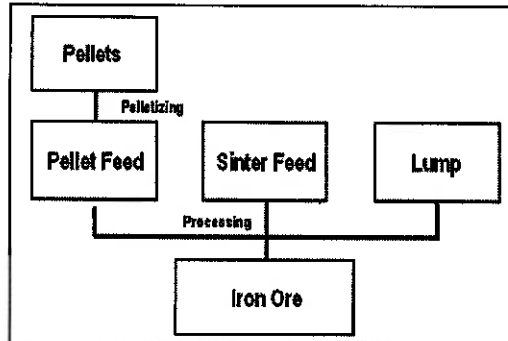 Pellets
Pelletizing
Pellet Feed
Sinter Feed
Lump
Processing
Iron Ore